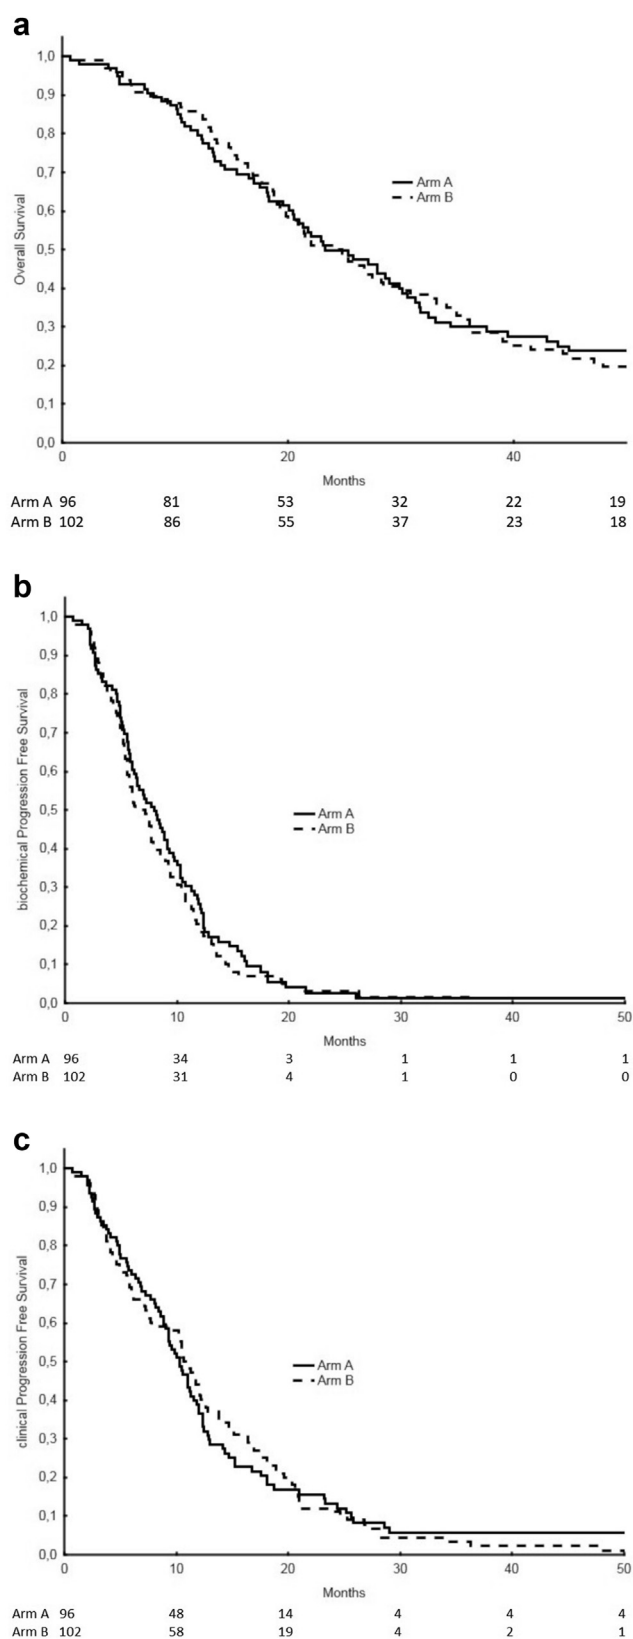 a
1,0
0,9
0,8
0,7
0,6
0,5
0,4
0,3
0,2
0,1
0,0
Overall Survival
Arm A
Arm B
0 20 40
Months
Arm A 96 81 53 32 22 19
Arm B 102 86 55 37 23 18
b
1,0
0,9
0,8
0,7
0,6
0,5
0,4
0,3
0,2
0,1
0,0
biochemical Progression Free Survival
Arm A
Arm B
0 10 20 30 40 50
Months
Arm A 96 34 3 1 1 1
Arm B 102 31 4 1 0 0
c
1,0
0,9
0,8
0,7
0,6
0,5
0,4
0,3
0,2
0,1
0,0
clinical Progression Free Survival
Arm A
Arm B
0 10 20 30 40 50
Months
Arm A 96 48 14 4 4 4
Arm B 102 58 19 4 2 1